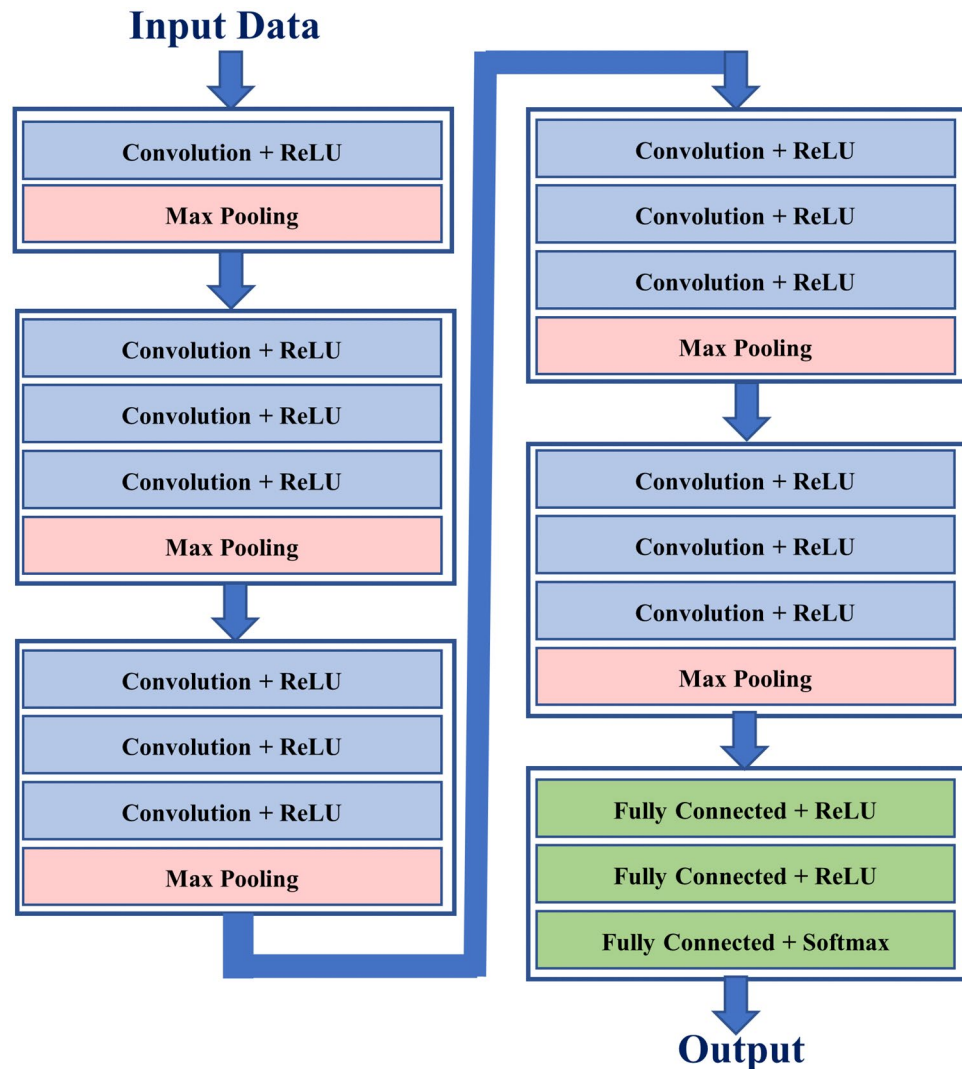 Input Data
Convolution + ReLU
Max Pooling
Convolution + ReLU
Convolution + ReLU
Convolution + ReLU
Max Pooling
Convolution + ReLU
Convolution + ReLU
Convolution + ReLU
Max Pooling
Convolution + ReLU
Convolution + ReLU
Convolution + ReLU
Max Pooling
Convolution + ReLU
Convolution + ReLU
Convolution + ReLU
Max Pooling
Fully Connected + ReLU
Fully Connected + ReLU
Fully Connected + Softmax
Output